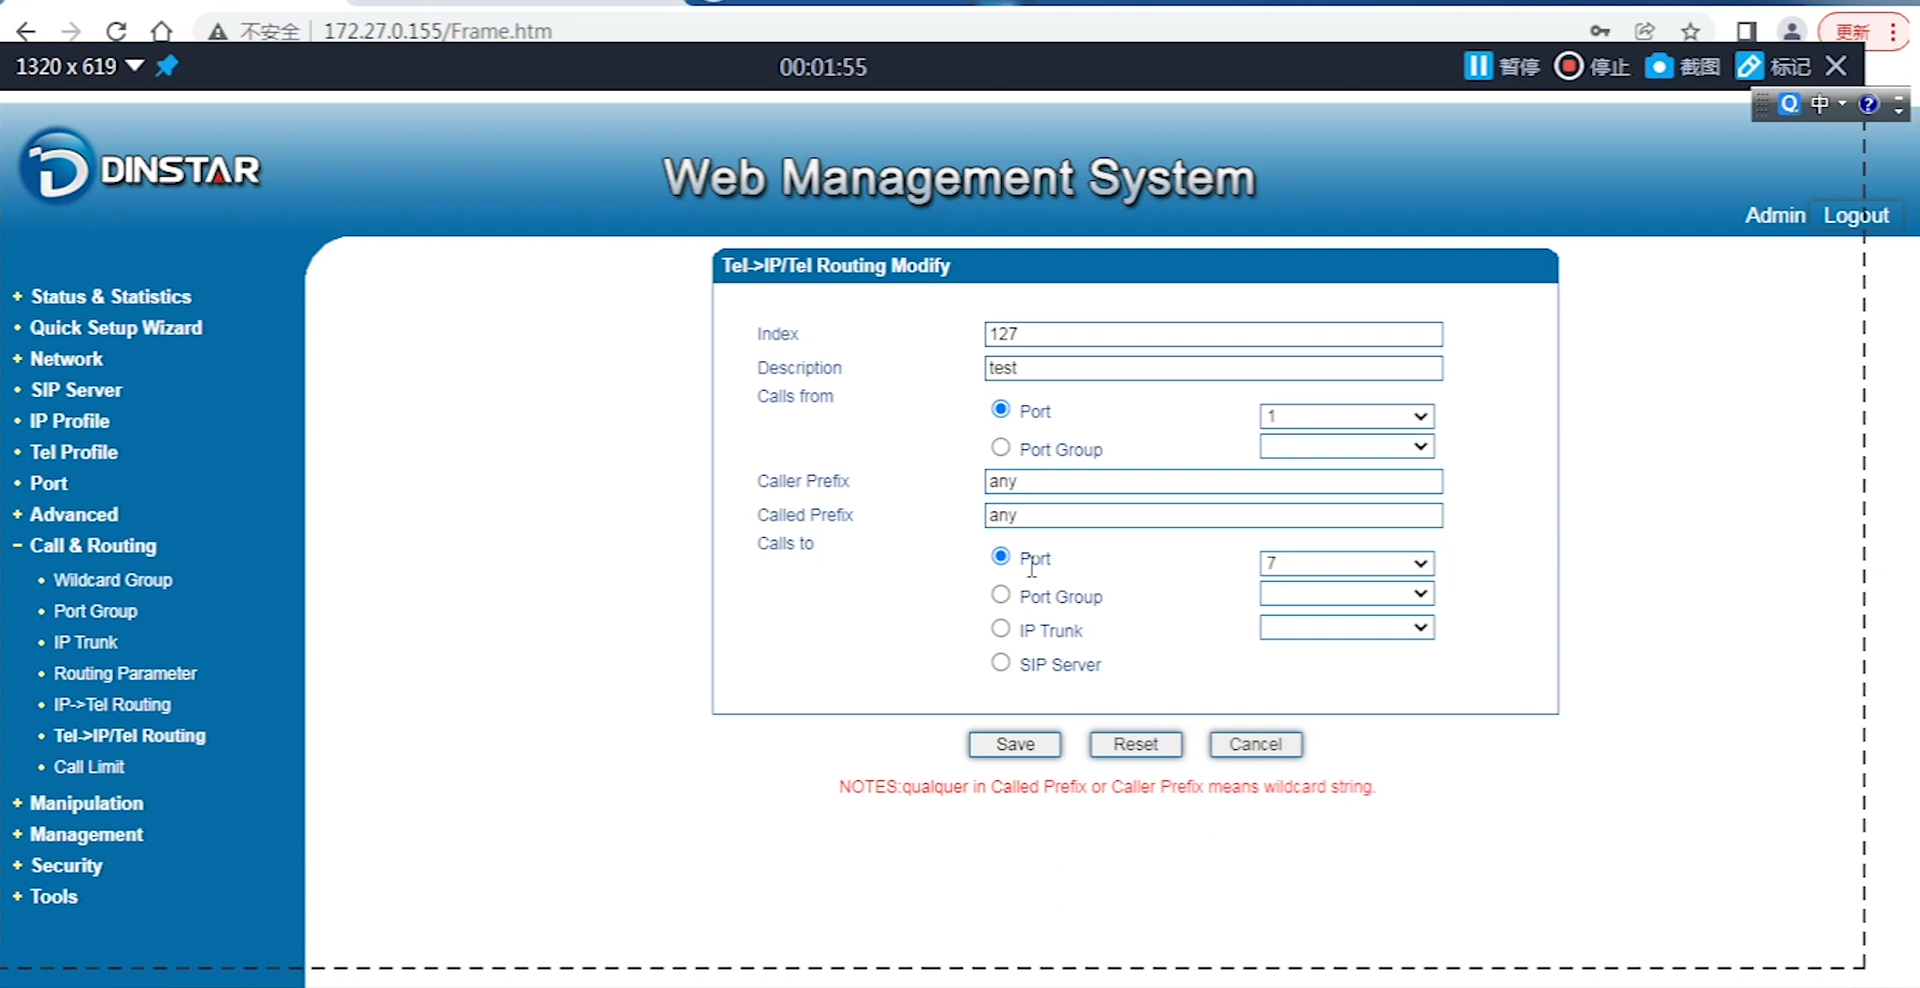 不安全 | 172.27.0.155/Frame.htm
更新
1320 x 619
00:01:55
暂停 停止 截图 标记
Q 中 ?
DINSTAR
Web Management System
Admin Logout
Tel->IP/Tel Routing Modify
+ Status & Statistics
• Quick Setup Wizard
+ Network
• SIP Server
• IP Profile
• Tel Profile
• Port
+ Advanced
− Call & Routing
• Wildcard Group
• Port Group
• IP Trunk
• Routing Parameter
• IP->Tel Routing
• Tel->IP/Tel Routing
• Call Limit
+ Manipulation
+ Management
+ Security
+ Tools
Index 127
Description test
Calls from
Port 1
Port Group
Caller Prefix any
Called Prefix any
Calls to
Port 7
Port Group
IP Trunk
SIP Server
Save Reset Cancel
NOTES:qualquer in Called Prefix or Caller Prefix means wildcard string.